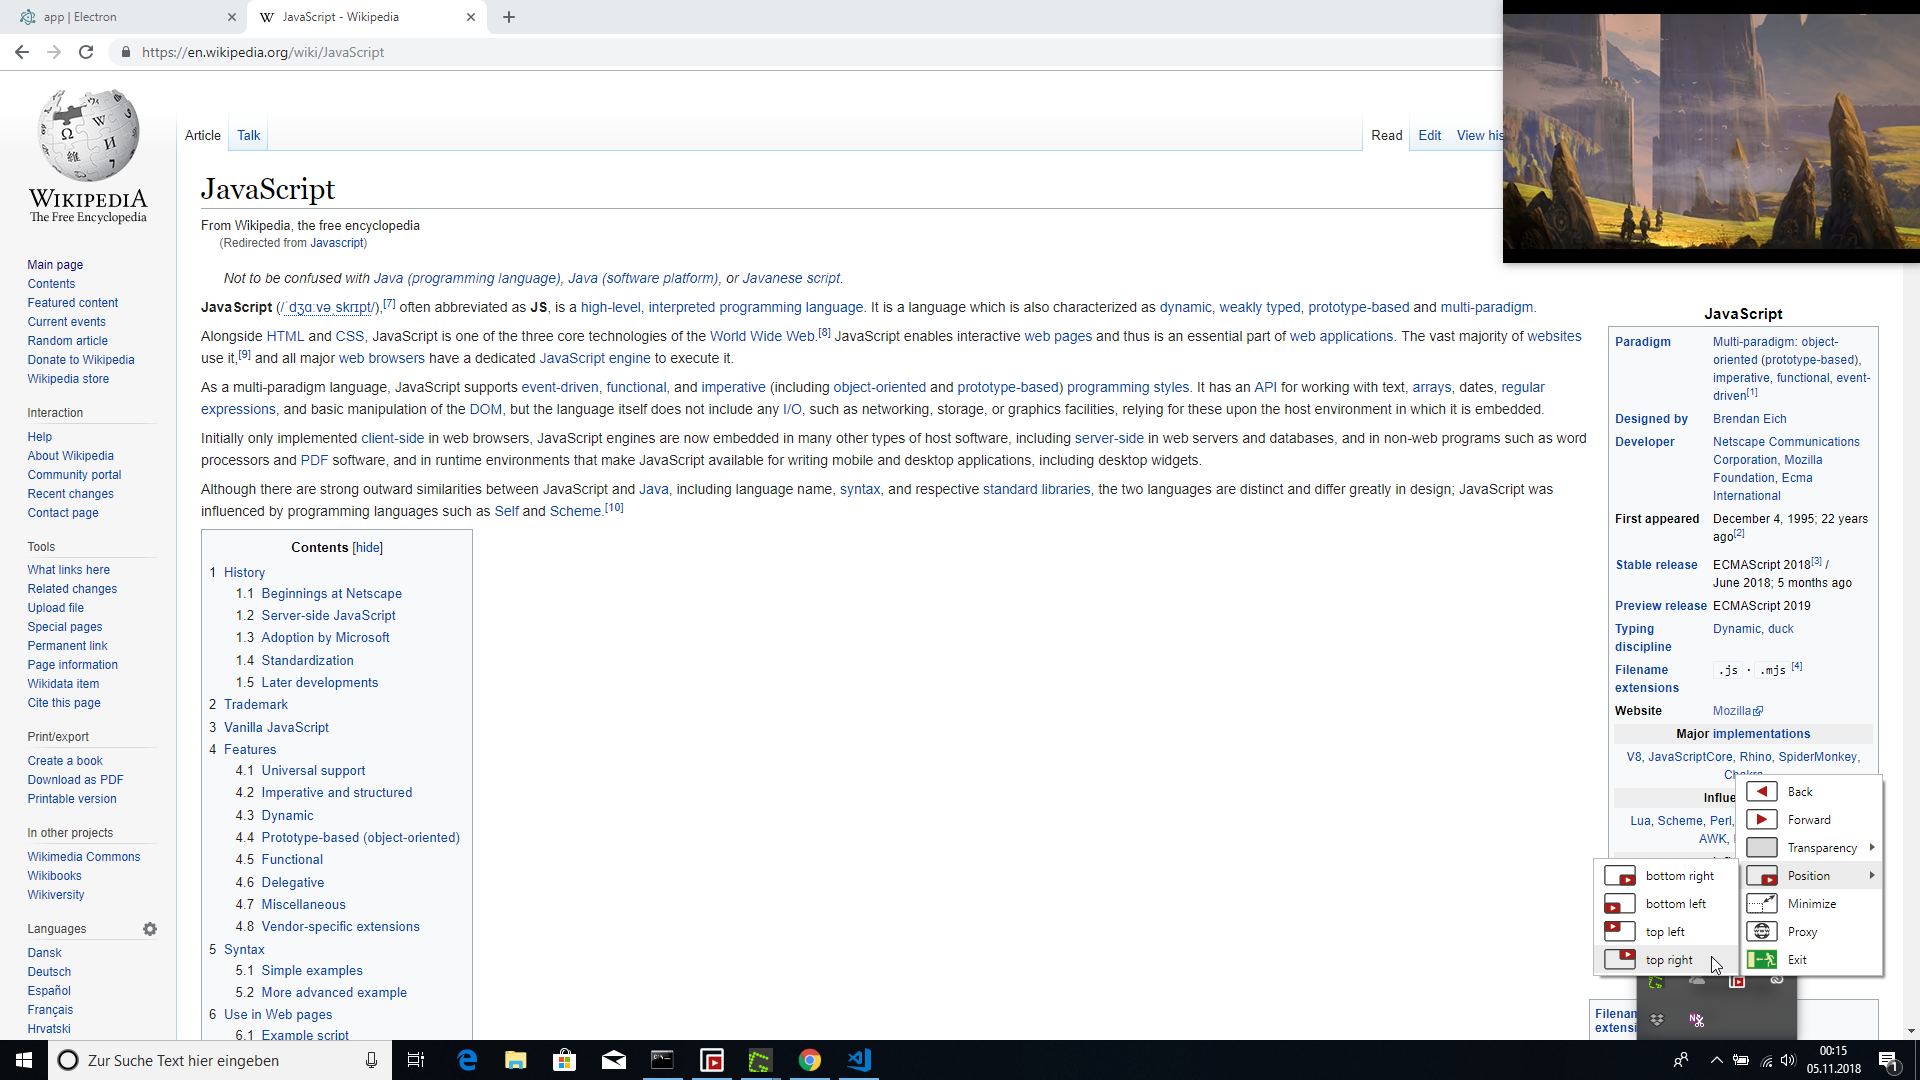 app | Electron
JavaScript - Wikipedia
https://en.wikipedia.org/wiki/JavaScript
WIKIPEDIA
The Free Encyclopedia
Main page
Contents
Featured content
Current events
Random article
Donate to Wikipedia
Wikipedia store
Interaction
Help
About Wikipedia
Community portal
Recent changes
Contact page
Tools
What links here
Related changes
Upload file
Special pages
Permanent link
Page information
Wikidata item
Cite this page
Print/export
Create a book
Download as PDF
Printable version
In other projects
Wikimedia Commons
Wikibooks
Wikiversity
Languages
Dansk
Deutsch
Español
Français
Hrvatski
Article Talk
Read Edit View his
JavaScript
From Wikipedia, the free encyclopedia
(Redirected from Javascript)
Not to be confused with Java (programming language), Java (software platform), or Javanese script.
JavaScript (/ˈdʒɑːvəˌskrɪpt/),[7] often abbreviated as JS, is a high-level, interpreted programming language. It is a language which is also characterized as dynamic, weakly typed, prototype-based and multi-paradigm.
Alongside HTML and CSS, JavaScript is one of the three core technologies of the World Wide Web.[8] JavaScript enables interactive web pages and thus is an essential part of web applications. The vast majority of websites
use it,[9] and all major web browsers have a dedicated JavaScript engine to execute it.
As a multi-paradigm language, JavaScript supports event-driven, functional, and imperative (including object-oriented and prototype-based) programming styles. It has an API for working with text, arrays, dates, regular
expressions, and basic manipulation of the DOM, but the language itself does not include any I/O, such as networking, storage, or graphics facilities, relying for these upon the host environment in which it is embedded.
Initially only implemented client-side in web browsers, JavaScript engines are now embedded in many other types of host software, including server-side in web servers and databases, and in non-web programs such as word
processors and PDF software, and in runtime environments that make JavaScript available for writing mobile and desktop applications, including desktop widgets.
Although there are strong outward similarities between JavaScript and Java, including language name, syntax, and respective standard libraries, the two languages are distinct and differ greatly in design; JavaScript was
influenced by programming languages such as Self and Scheme.[10]
Contents [hide]
1 History
1.1 Beginnings at Netscape
1.2 Server-side JavaScript
1.3 Adoption by Microsoft
1.4 Standardization
1.5 Later developments
2 Trademark
3 Vanilla JavaScript
4 Features
4.1 Universal support
4.2 Imperative and structured
4.3 Dynamic
4.4 Prototype-based (object-oriented)
4.5 Functional
4.6 Delegative
4.7 Miscellaneous
4.8 Vendor-specific extensions
5 Syntax
5.1 Simple examples
5.2 More advanced example
6 Use in Web pages
6.1 Example script
JavaScript
Paradigm Multi-paradigm: object-
oriented (prototype-based),
imperative, functional, event-
driven[1]
Designed by Brendan Eich
Developer Netscape Communications
Corporation, Mozilla
Foundation, Ecma
International
First appeared December 4, 1995; 22 years
ago[2]
Stable release ECMAScript 2018[3] /
June 2018; 5 months ago
Preview release ECMAScript 2019
Typing
discipline Dynamic, duck
Filename
extensions .js · .mjs [4]
Website Mozilla
Major implementations
V8, JavaScriptCore, Rhino, SpiderMonkey,
Chakra
Influe
Lua, Scheme, Perl,
AWK,
Filenam
extensi
Back
Forward
Transparency
Position
Minimize
Proxy
Exit
bottom right
bottom left
top left
top right
Zur Suche Text hier eingeben
00:15
05.11.2018
1